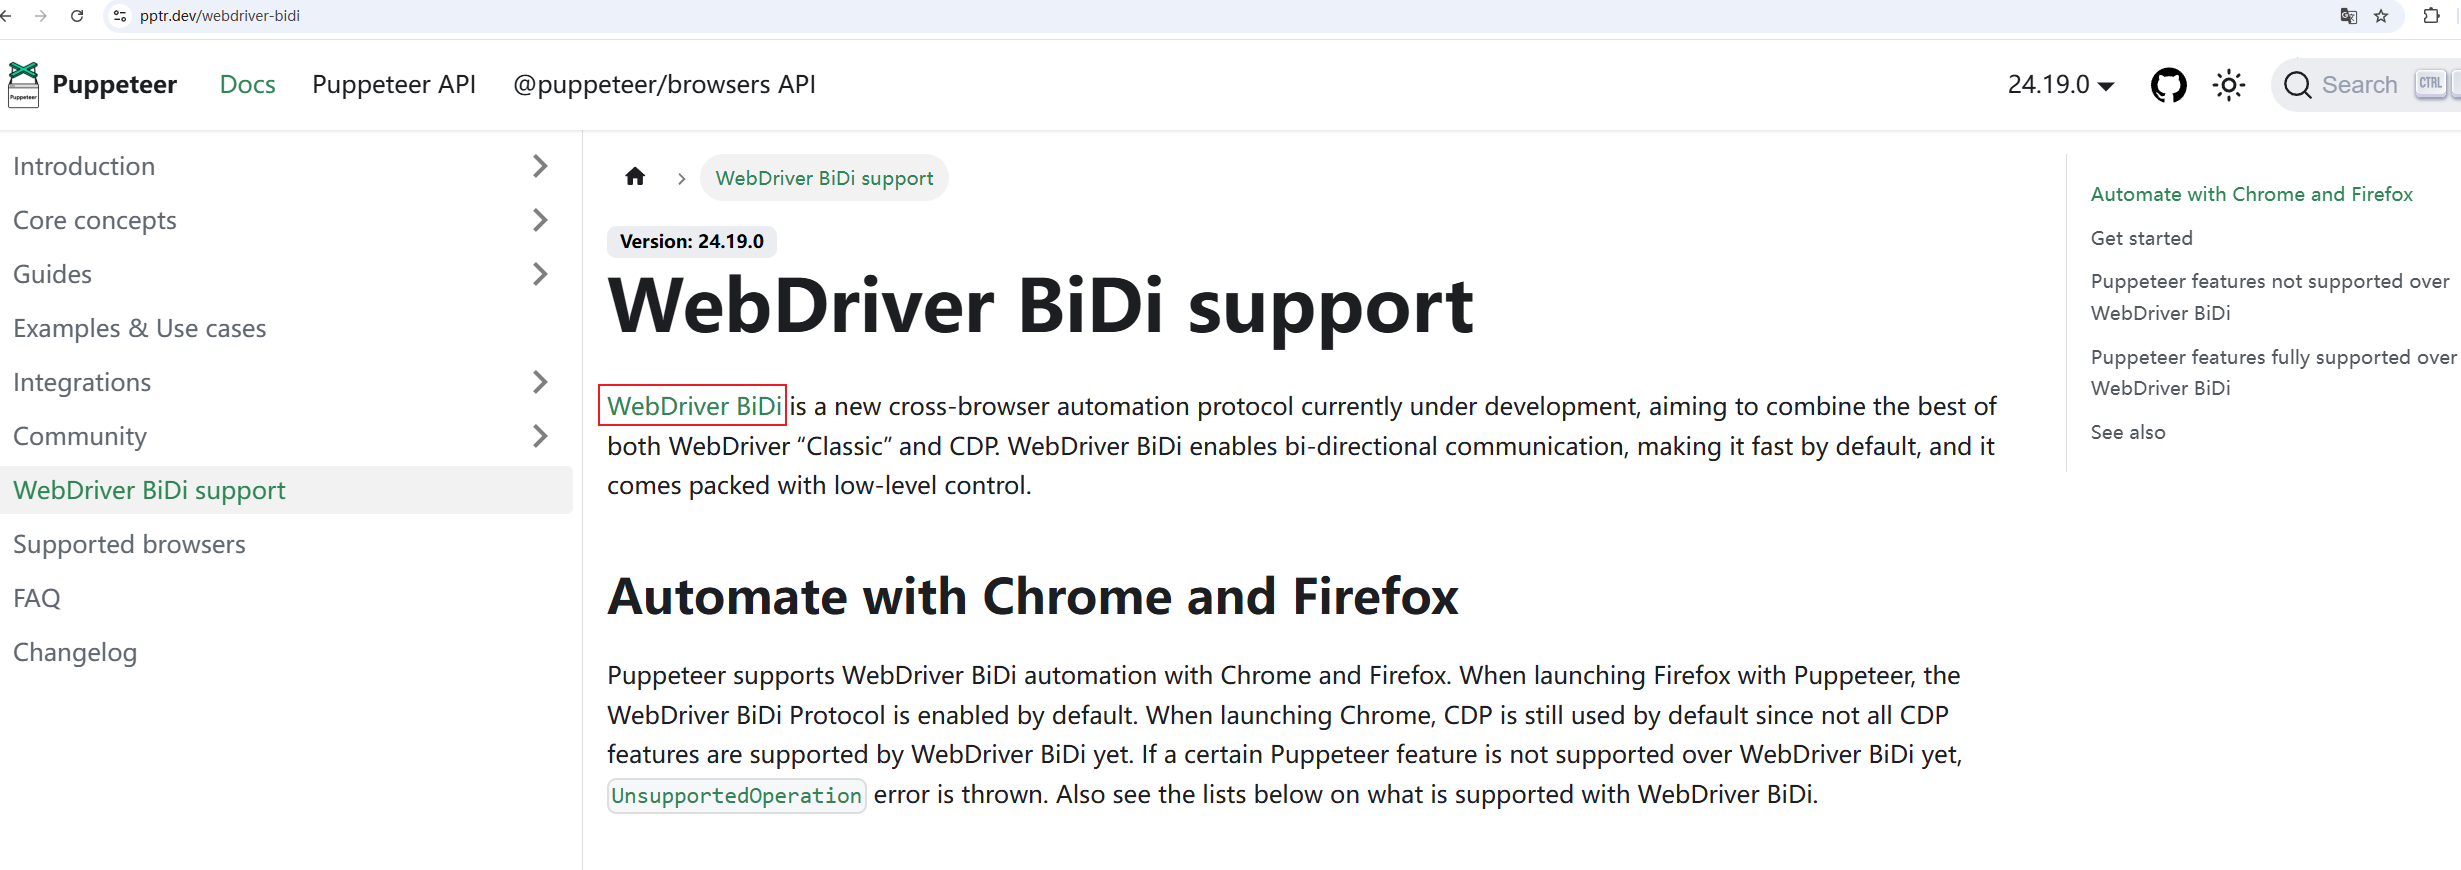 pptr.dev/webdriver-bidi
Puppeteer
Puppeteer Docs Puppeteer API @puppeteer/browsers API 24.19.0 Search CTRL
Introduction
Core concepts
Guides
Examples & Use cases
Integrations
Community
WebDriver BiDi support
Supported browsers
FAQ
Changelog
WebDriver BiDi support
Version: 24.19.0
WebDriver BiDi support
WebDriver BiDi is a new cross-browser automation protocol currently under development, aiming to combine the best of
both WebDriver “Classic” and CDP. WebDriver BiDi enables bi-directional communication, making it fast by default, and it
comes packed with low-level control.
Automate with Chrome and Firefox
Puppeteer supports WebDriver BiDi automation with Chrome and Firefox. When launching Firefox with Puppeteer, the
WebDriver BiDi Protocol is enabled by default. When launching Chrome, CDP is still used by default since not all CDP
features are supported by WebDriver BiDi yet. If a certain Puppeteer feature is not supported over WebDriver BiDi yet,
UnsupportedOperation error is thrown. Also see the lists below on what is supported with WebDriver BiDi.
Automate with Chrome and Firefox
Get started
Puppeteer features not supported over
WebDriver BiDi
Puppeteer features fully supported over
WebDriver BiDi
See also